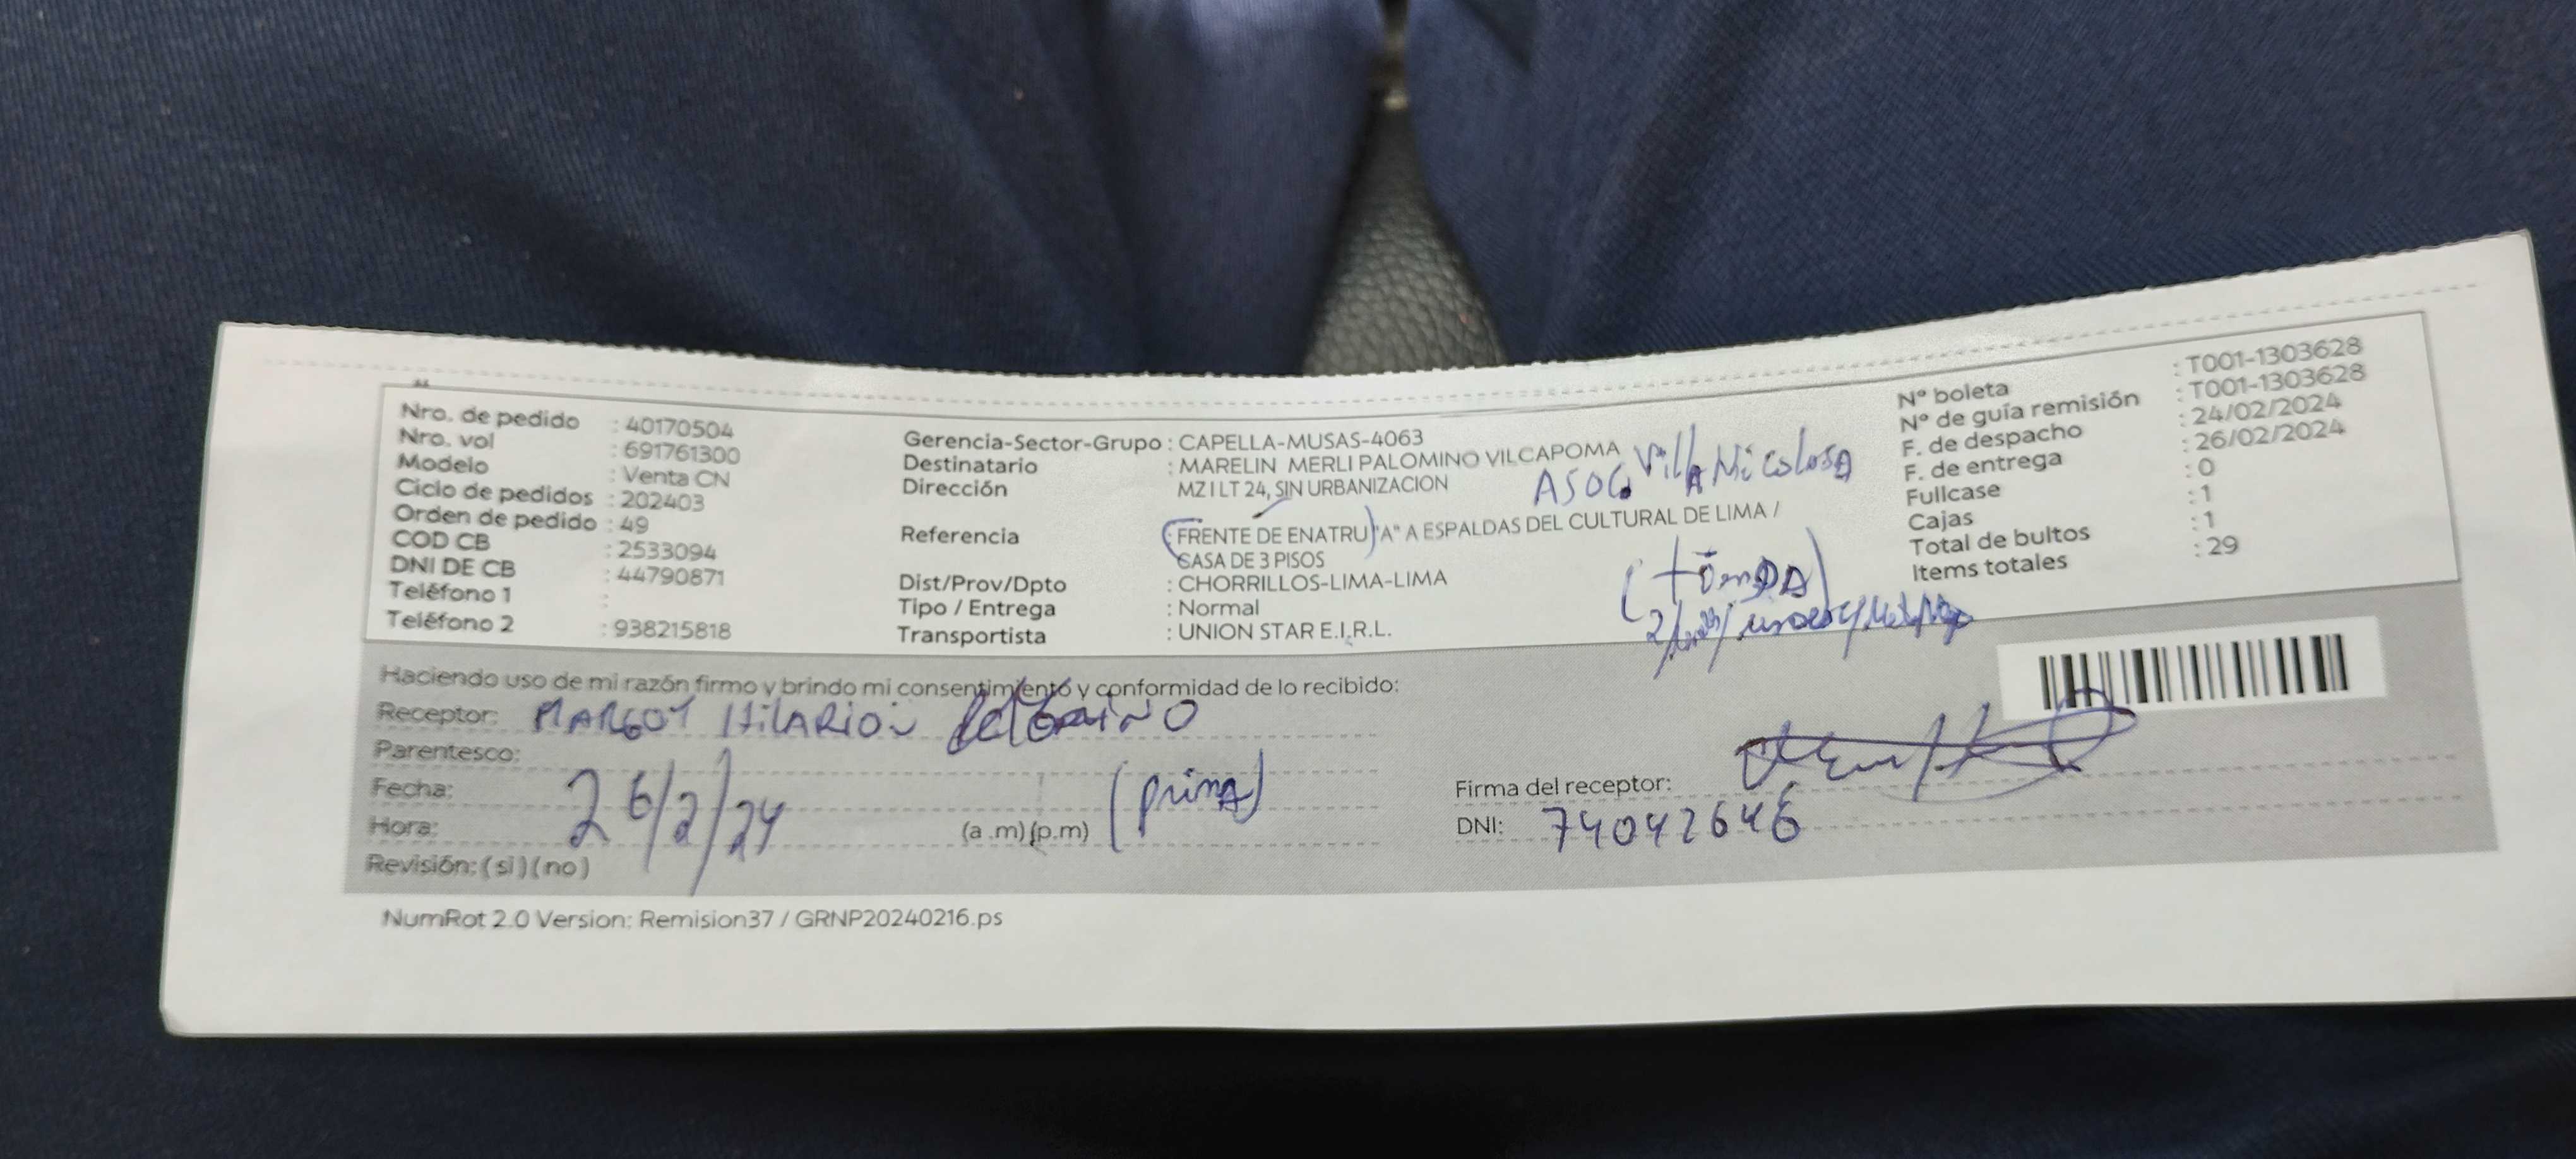 Nro. de pedido : 40170504
Nro. vol : 691761300
Modelo : Venta CN
Ciclo de pedidos : 202403
Orden de pedido : 49
COD CB : 2533094
DNI DE CB : 44790871
Teléfono 1 :
Teléfono 2 : 938215818
Gerencia-Sector-Grupo : CAPELLA-MUSAS-4063
Destinatario : MARELIN MERLI PALOMINO VILCAPOMA
Dirección MZ I LT 24, SIN URBANIZACION
ASOC. Villa Nicolasa
Referencia : FRENTE DE ENATRU "A" A ESPALDAS DEL CULTURAL DE LIMA /
CASA DE 3 PISOS
Dist/Prov/Dpto : CHORRILLOS-LIMA-LIMA
Tipo / Entrega : Normal
Transportista : UNION STAR E.I.R.L.
(tienDA)
N° boleta : T001-1303628
N° de guía remisión : T001-1303628
F. de despacho : 24/02/2024
F. de entrega : 26/02/2024
Fullcase : 0
Cajas : 1
Total de bultos : 1
Items totales : 29
Haciendo uso de mi razón firmo y brindo mi consentimiento y conformidad de lo recibido:
Receptor: MARGOT HILARION
Parentesco: (primA)
Fecha: 26/2/24
Hora: (a .m) (p.m)
Revisión: ( si ) ( no )
Firma del receptor:
DNI: 74042646
NumRot 2.0 Version: Remision37 / GRNP20240216.ps